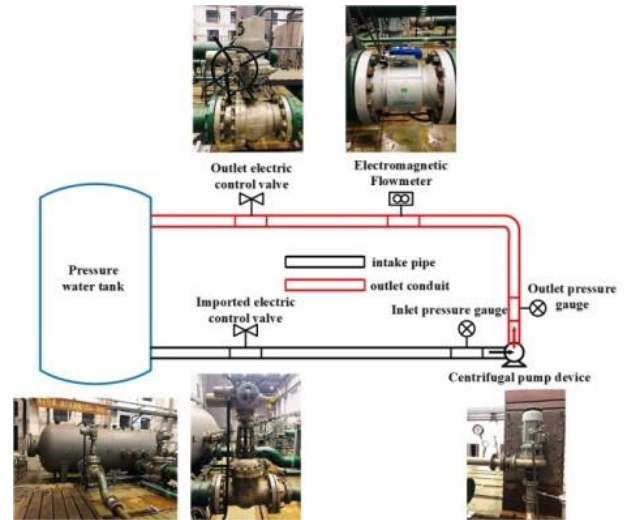 Outlet electric
control valve
Electromagnetic
Flowmeter
Pressure
water tank
intake pipe
outlet conduit
Imported electric
control valve
Inlet pressure gauge
Outlet pressure
gauge
Centrifugal pump device